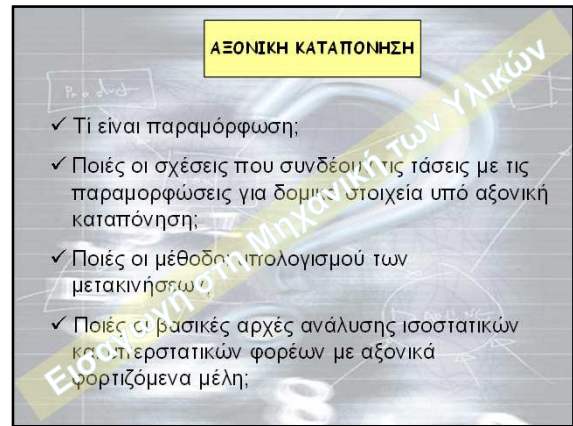 ΑΞΟΝΙΚΗ ΚΑΤΑΠΟΝΗΣΗ
Product
✓ Τί είναι παραμόρφωση;
✓ Ποιές οι σχέσεις που συνδέουν τις τάσεις με τις
παραμορφώσεις για δομικά στοιχεία υπό αξονική
καταπόνηση;
✓ Ποιές οι μέθοδοι υπολογισμού των
μετακινήσεων;
✓ Ποιές οι βασικές αρχές ανάλυσης ισοστατικών
και υπερστατικών φορέων με αξονικά
φορτιζόμενα μέλη;
Εισαγωγή στη Μηχανική των Υλικών